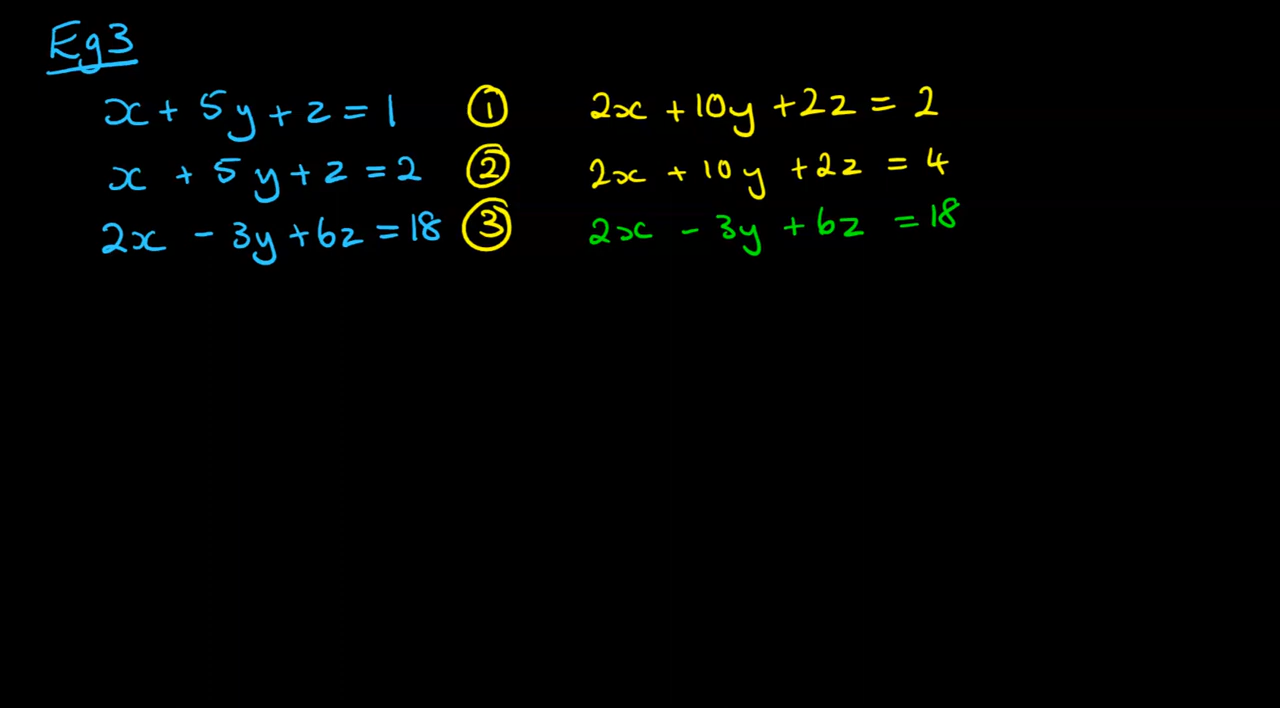 Eg3
x + 5y + z = 1 ① 2x + 10y + 2z = 2
x + 5y + z = 2 ② 2x + 10y + 2z = 4
2x - 3y + 6z = 18 ③ 2x - 3y + 6z = 18